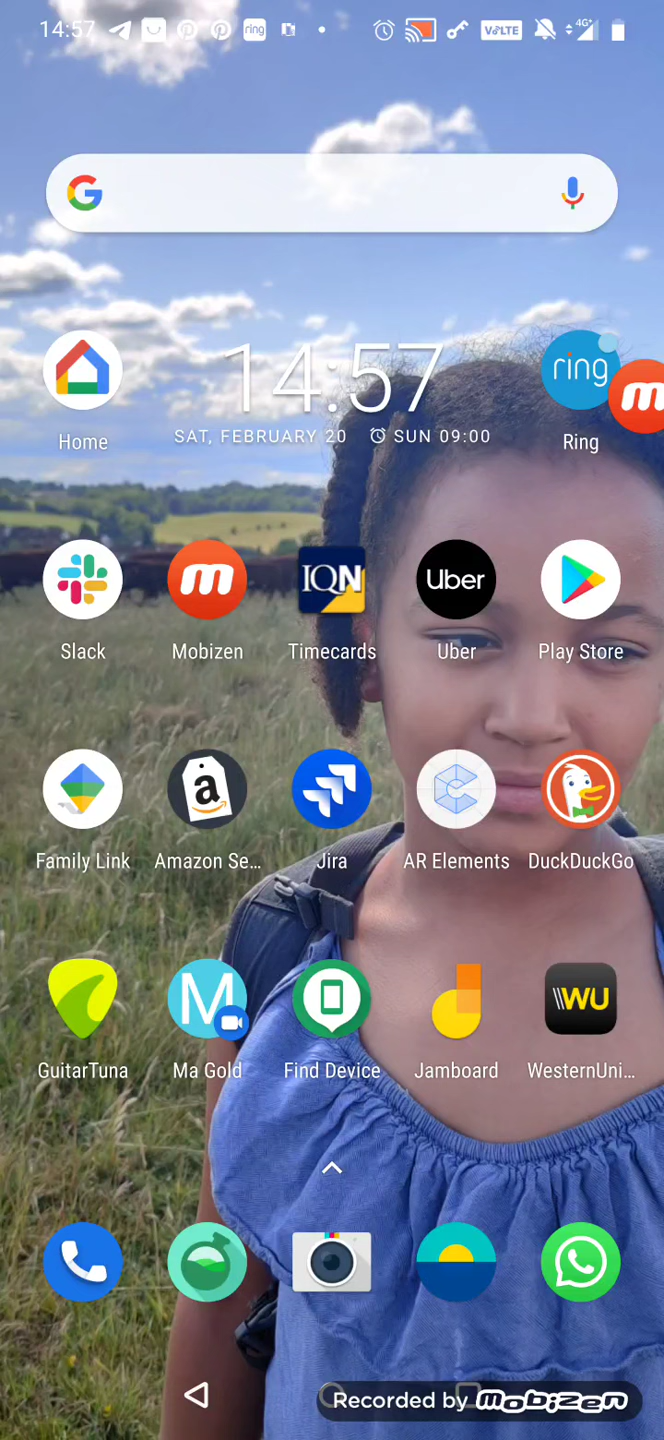 14:57 ring VoLTE 4G+
14:57
SAT, FEBRUARY 20 SUN 09:00
ring
m
Home
Ring
m
IQN
Uber
Slack
Mobizen
Timecards
Uber
Play Store
a
Family Link
Amazon Se...
Jira
AR Elements
DuckDuckGo
M
WU
GuitarTuna
Ma Gold
Find Device
Jamboard
WesternUni...
Recorded by mobizen